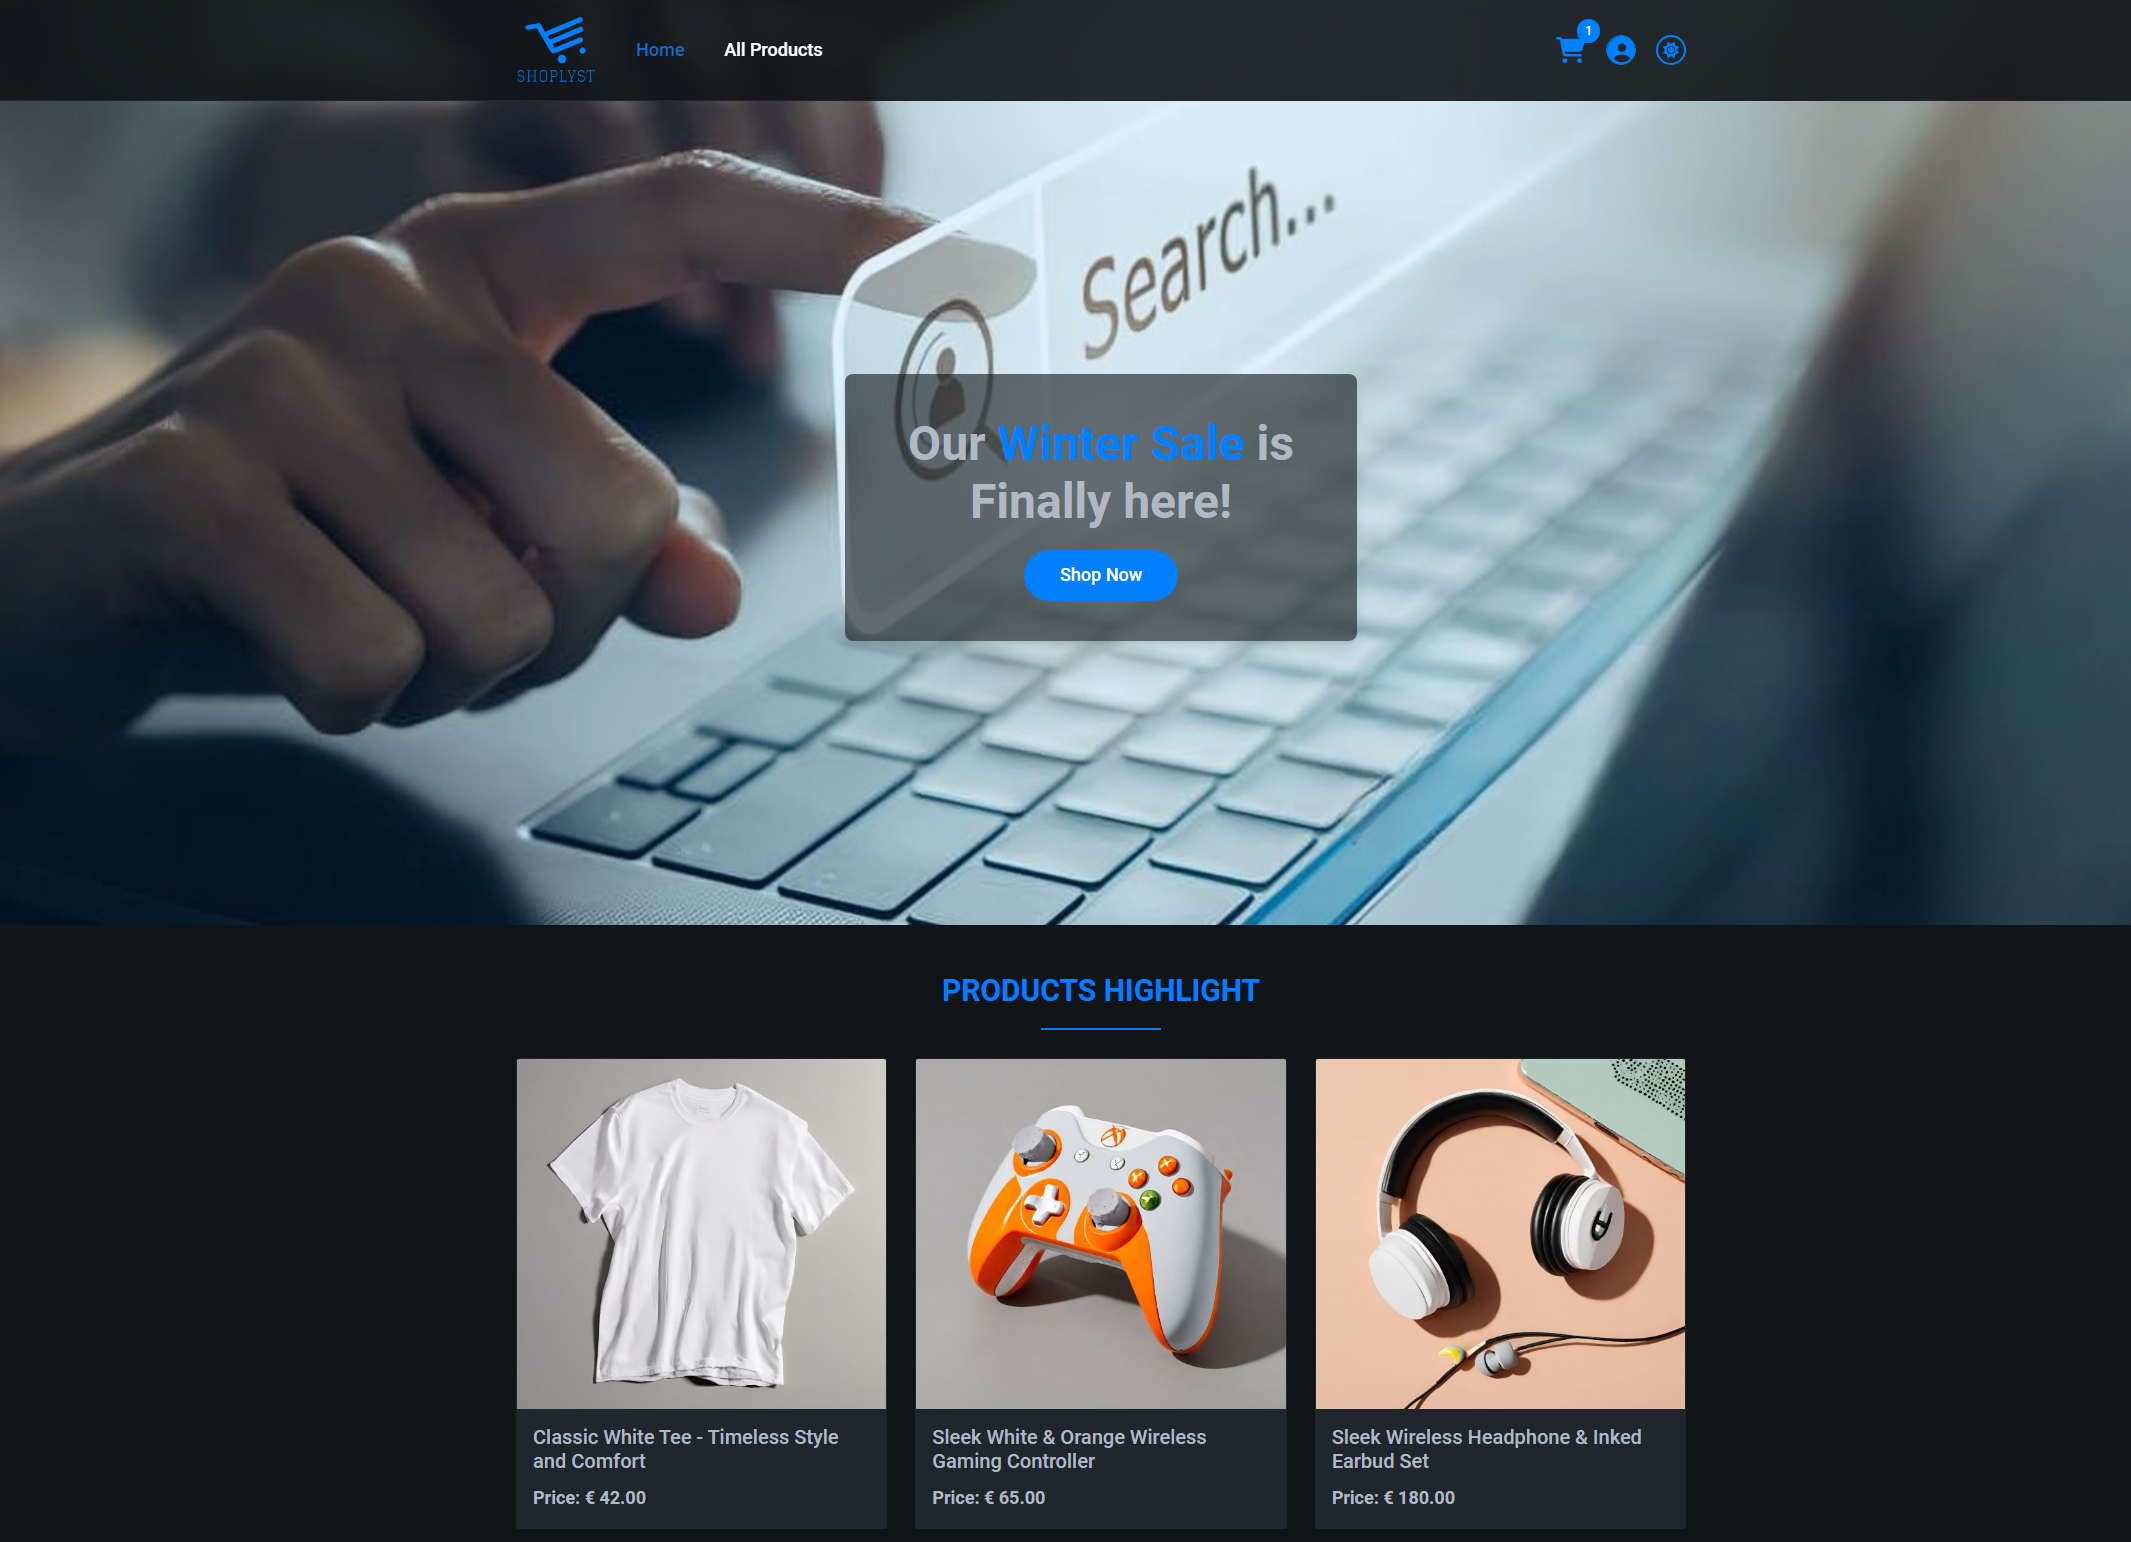 SHOPLYST
Home
All Products
1
Search...
Our Winter Sale is
Finally here!
Shop Now
PRODUCTS HIGHLIGHT
Classic White Tee - Timeless Style
and Comfort
Price: € 42.00
Sleek White & Orange Wireless
Gaming Controller
Price: € 65.00
Sleek Wireless Headphone & Inked
Earbud Set
Price: € 180.00